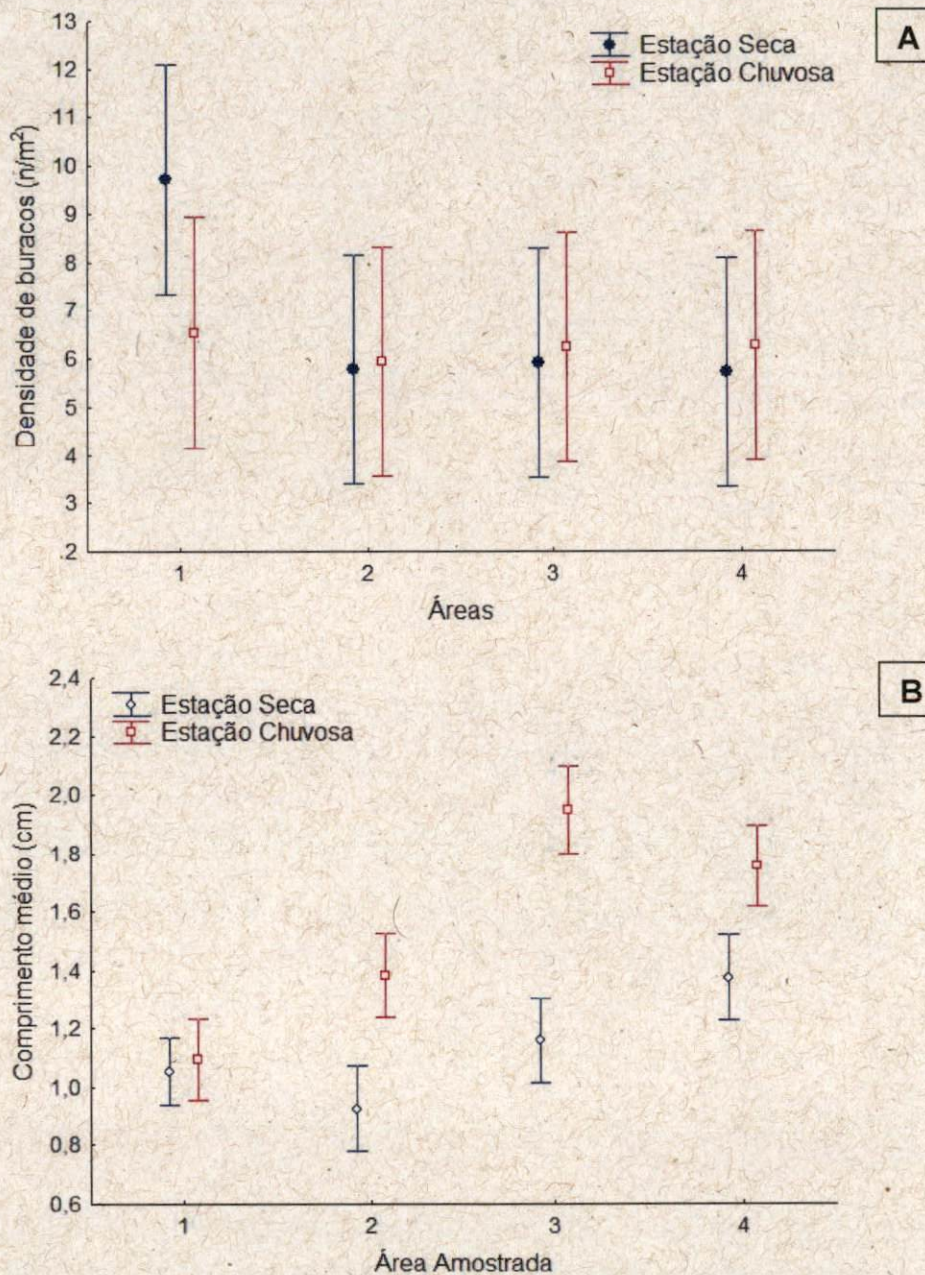 A
Estação Seca
Estação Chuvosa
Densidade de buracos (n/m²)
13
12
11
10
9
8
7
6
5
4
3
.2
1 2 3 4
Áreas
B
Estação Seca
Estação Chuvosa
Comprimento médio (cm)
2,4
2,2
2,0
1,8
1,6
1,4
1,2
1,0
0,8
0,6
1 2 3 4
Área Amostrada